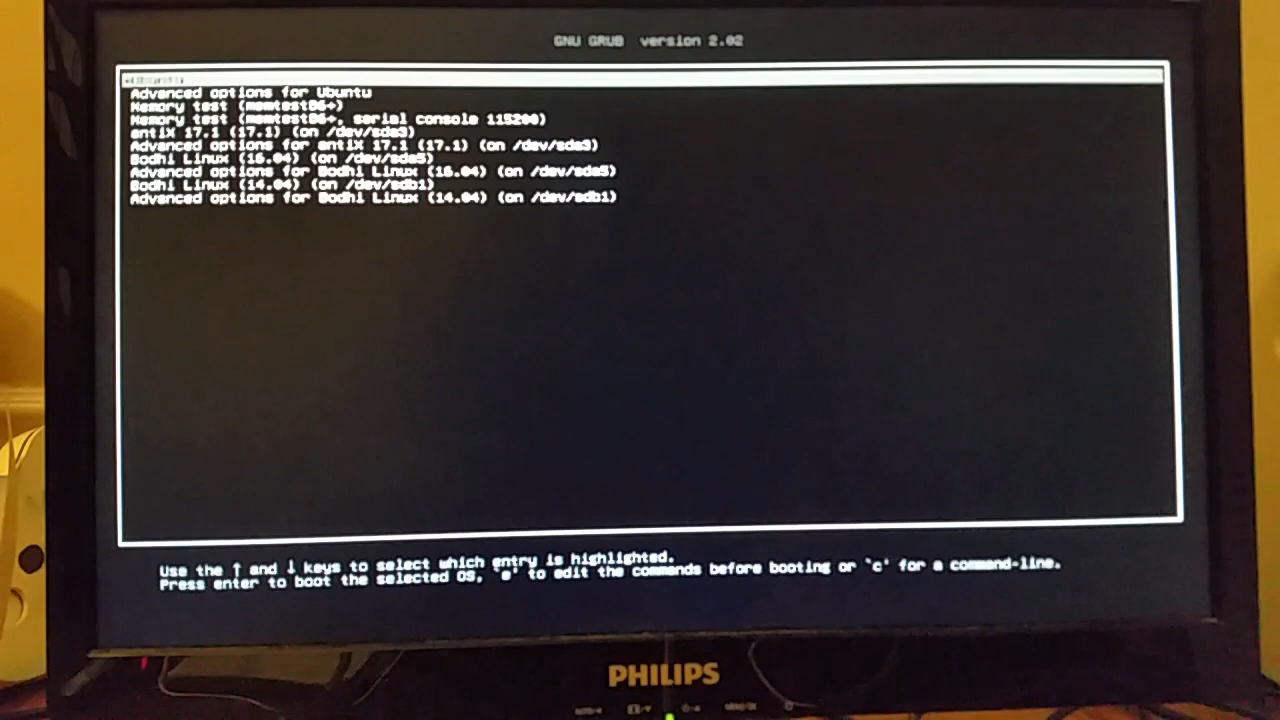 GNU GRUB version 2.02
*Ubuntu
Advanced options for Ubuntu
Memory test (memtest86+)
Memory test (memtest86+, serial console 115200)
antiX 17.1 (17.1) (on /dev/sda3)
Advanced options for antiX 17.1 (17.1) (on /dev/sda3)
Bodhi Linux (16.04) (on /dev/sda5)
Advanced options for Bodhi Linux (16.04) (on /dev/sda5)
Bodhi Linux (14.04) (on /dev/sdb1)
Advanced options for Bodhi Linux (14.04) (on /dev/sdb1)
Use the ↑ and ↓ keys to select which entry is highlighted.
Press enter to boot the selected OS, `e' to edit the commands before booting or `c' for a command-line.
PHILIPS